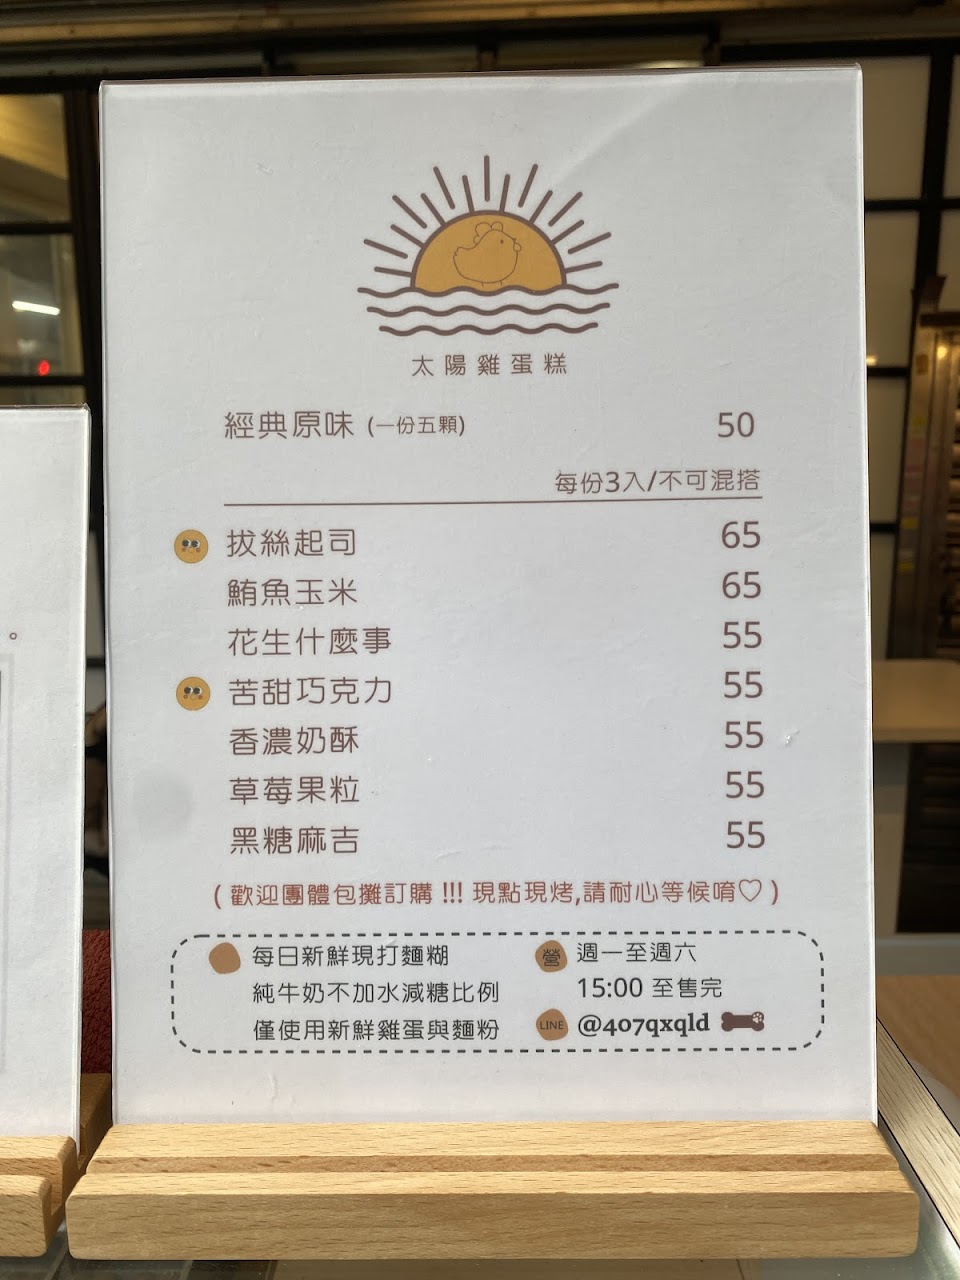 太陽雞蛋糕
經典原味 (一份五顆) 50
每份3入/不可混搭
拔絲起司 65
鮪魚玉米 65
花生什麼事 55
苦甜巧克力 55
香濃奶酥 55
草莓果粒 55
黑糖麻吉 55
( 歡迎團體包攤訂購 !!! 現點現烤,請耐心等候唷♡ )
每日新鮮現打麵糊
純牛奶不加水減糖比例
僅使用新鮮雞蛋與麵粉
營 週一至週六
15:00 至售完
LINE @407qxqld
。